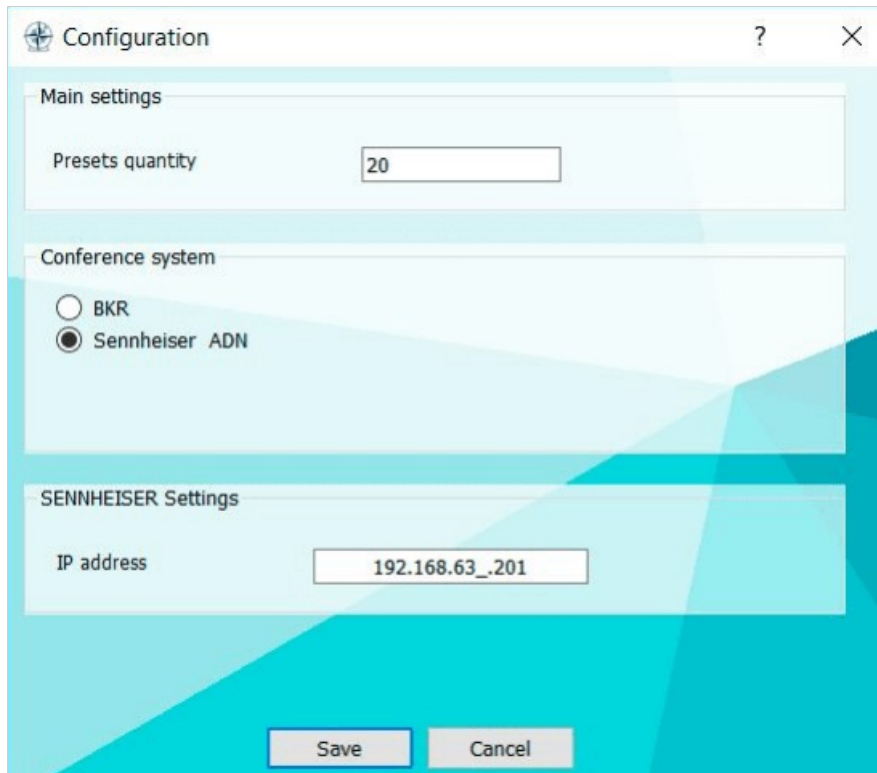 Configuration
?
Main settings
Presets quantity
20
Conference system
BKR
Sennheiser ADN
SENNHEISER Settings
IP address
192.168.63_.201
Save
Cancel